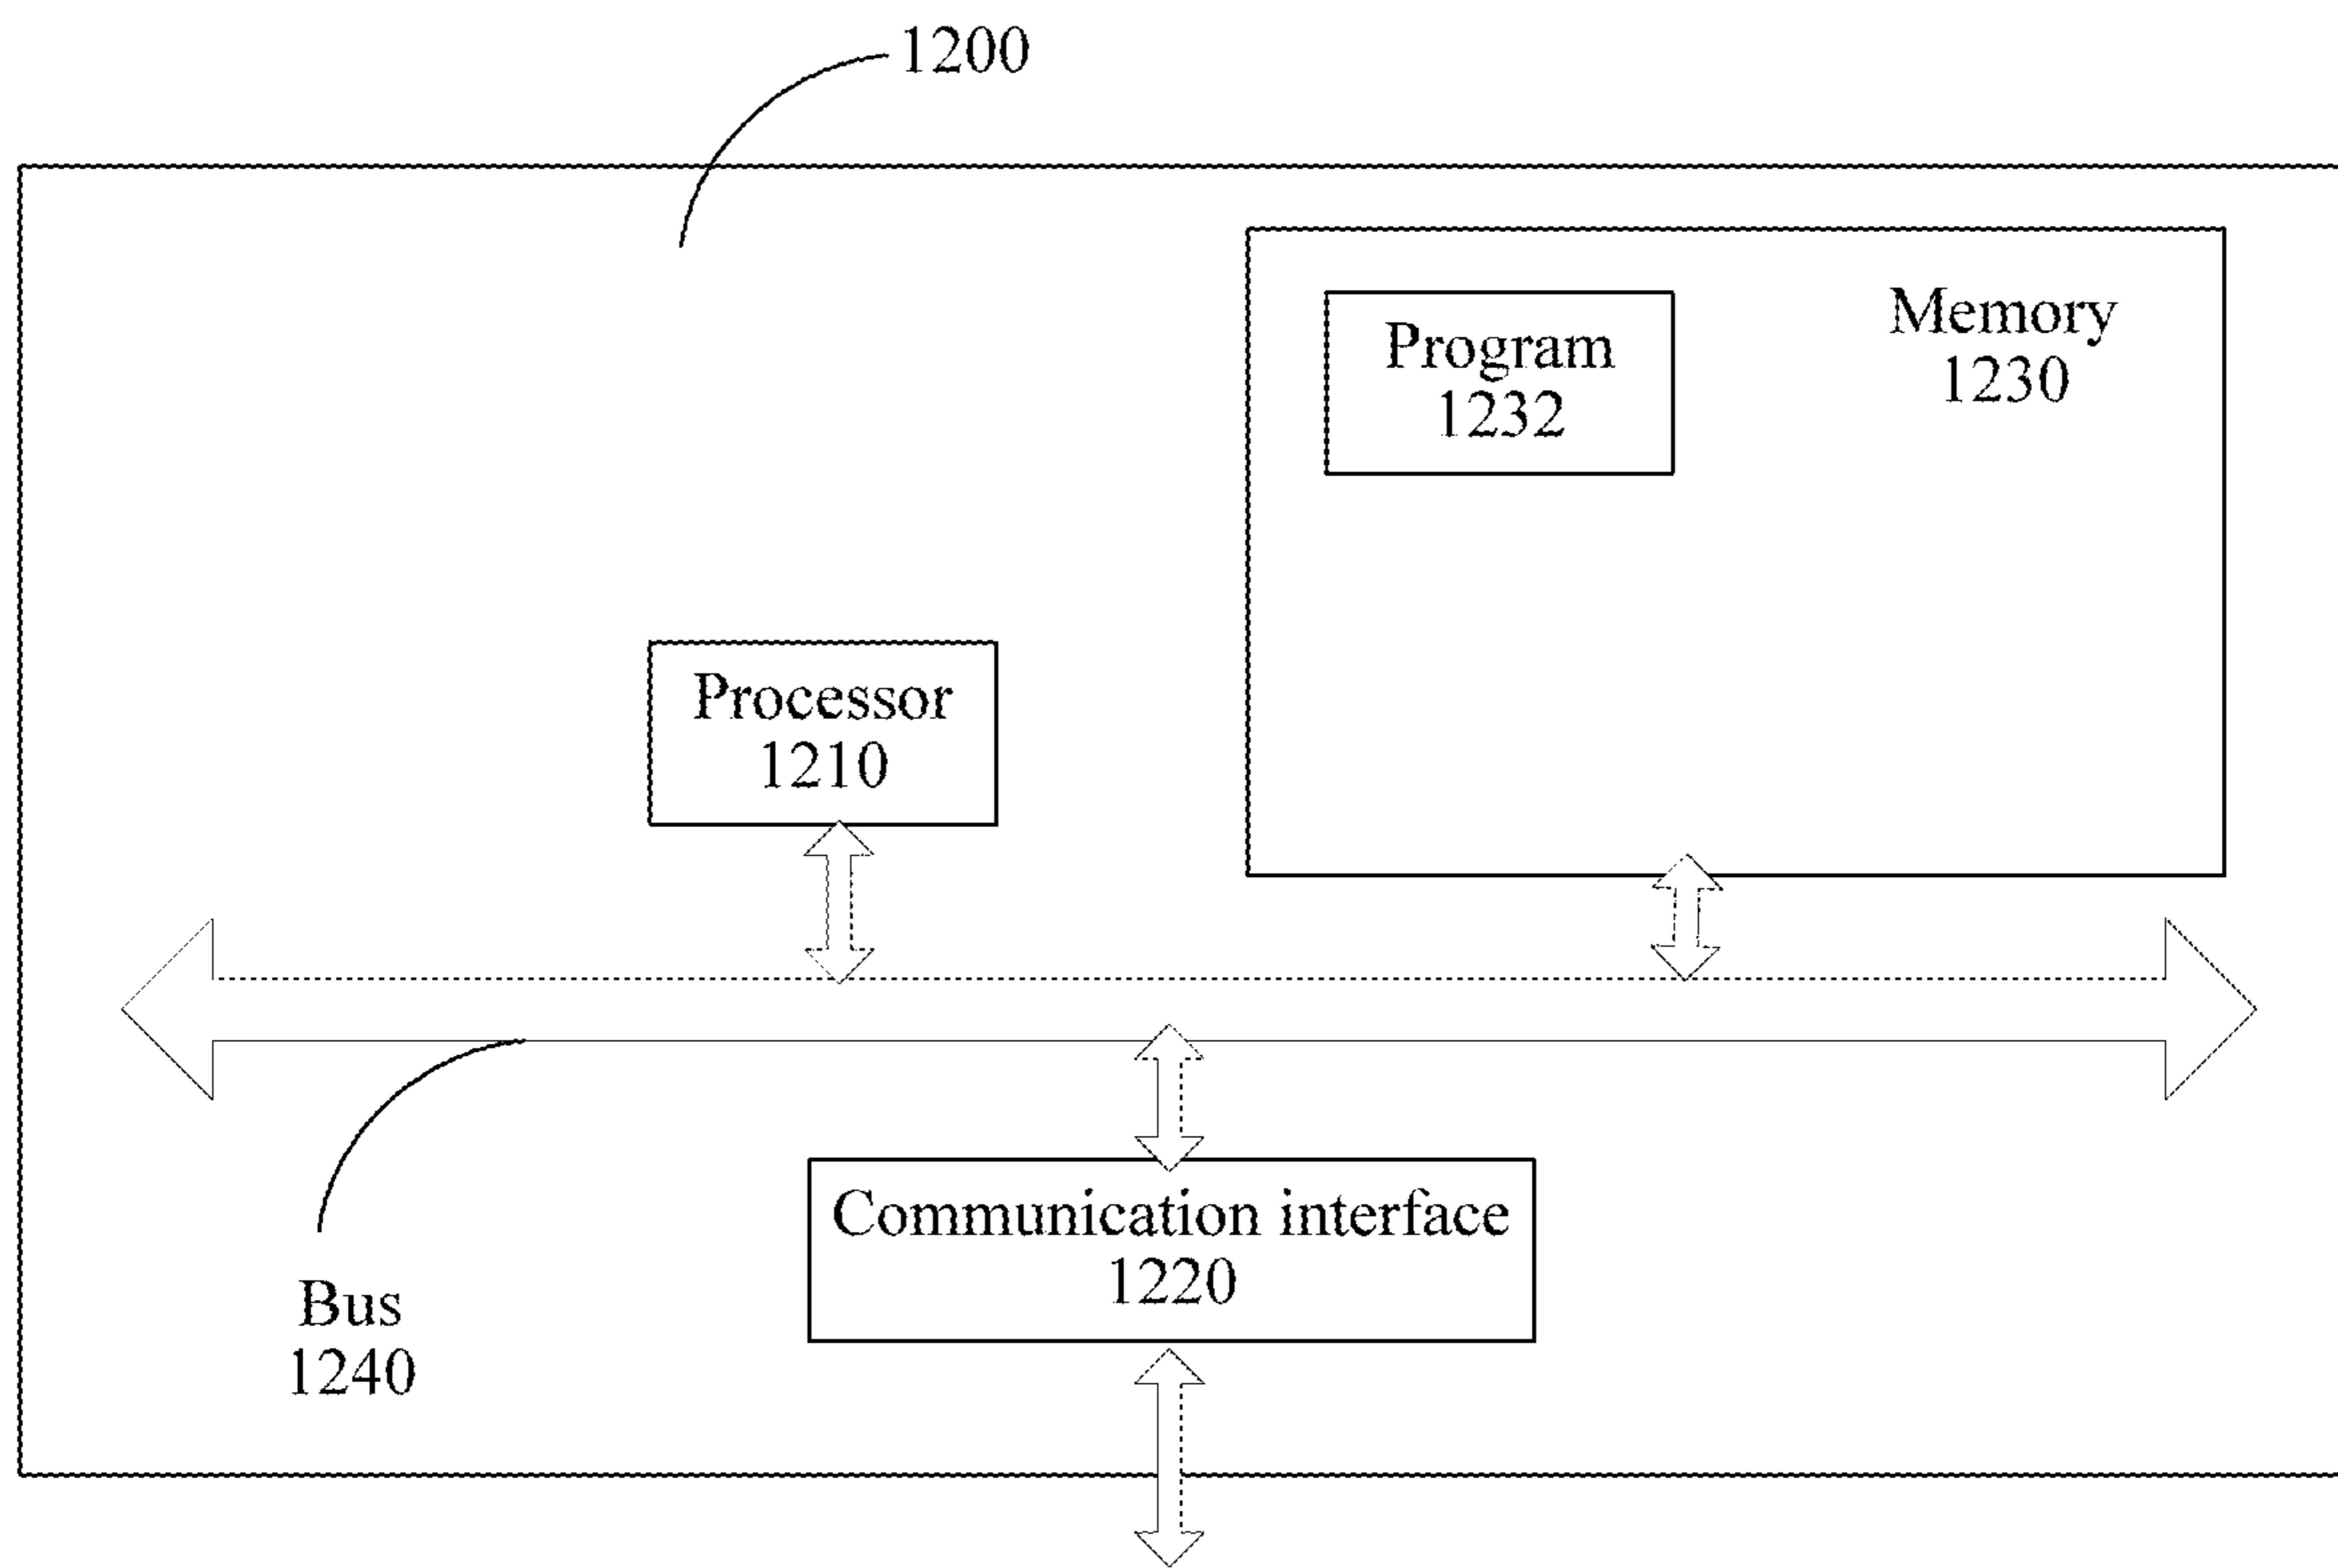 1200
Program
1232
Memory
1230
Processor
1210
Communication interface
1220
Bus
1240